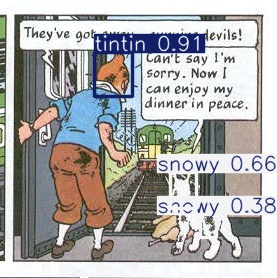 They've got devils!
tintin 0.91
Can't say I'm
sorry. Now I
can enjoy my
dinner in peace.
snowy 0.66
snowy 0.38